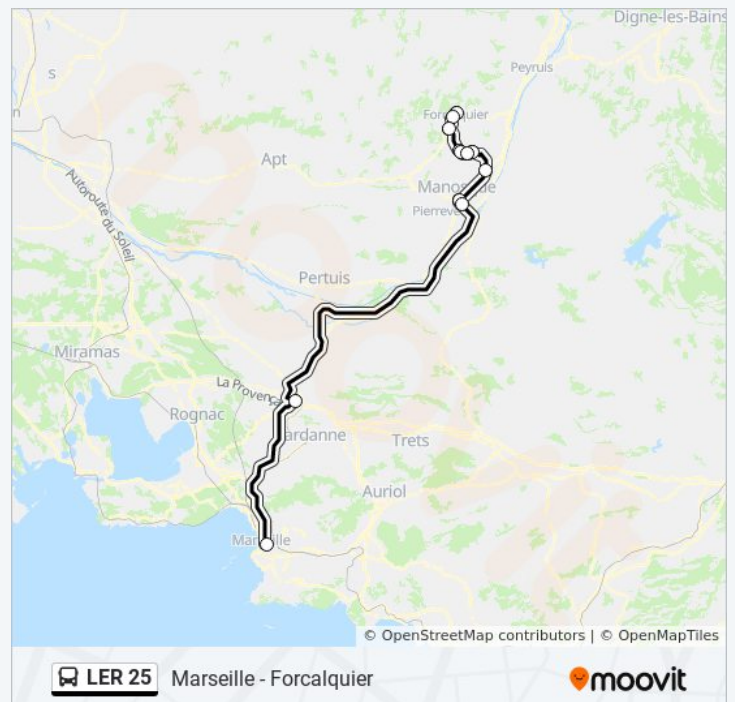 Digne-les-Bains
s
Peyruis
n
Forcalquier
Apt
Manosque
Autoroute du Soleil
Pierrevert
Pertuis
Miramas
La Provençale
Rognac
Gardanne
Trets
Auriol
Marseille
© OpenStreetMap contributors | © OpenMapTiles
LER 25 Marseille - Forcalquier
moovit